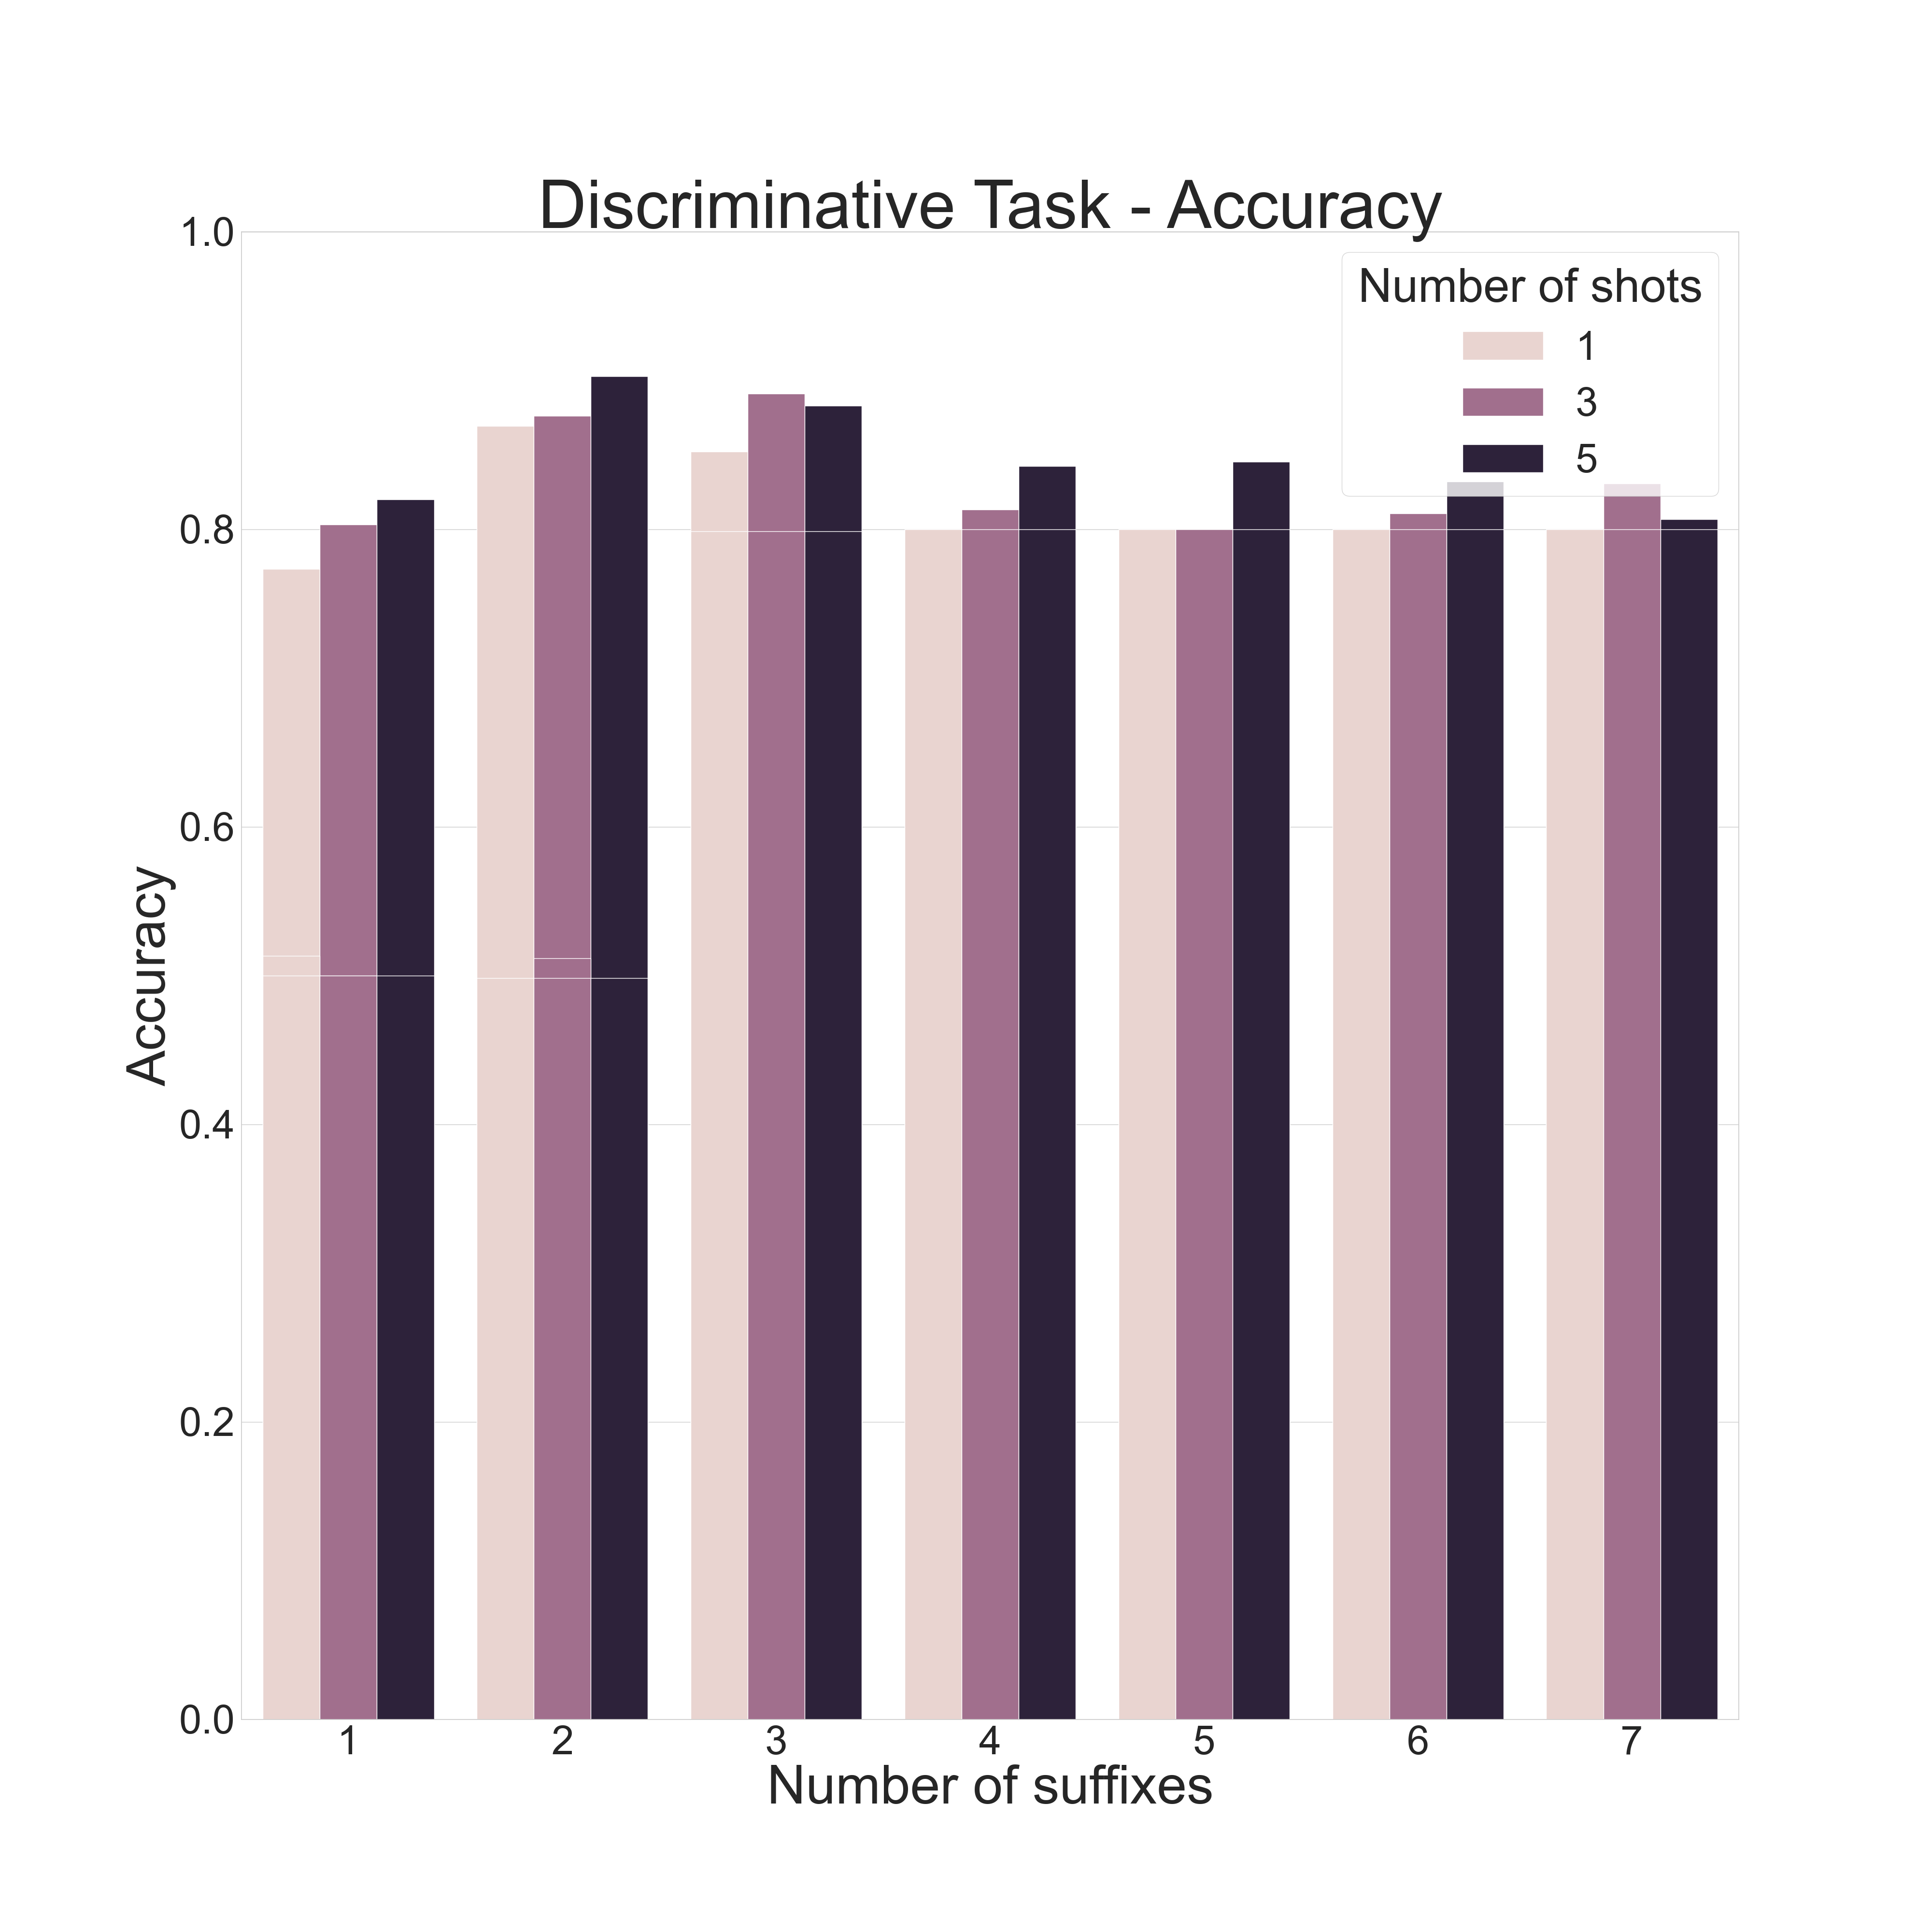 Discriminative Task - Accuracy
1.0
0.8
0.6
0.4
0.2
0.0
Accuracy
Number of shots
1
3
5
1 2 3 4 5 6 7
Number of suffixes